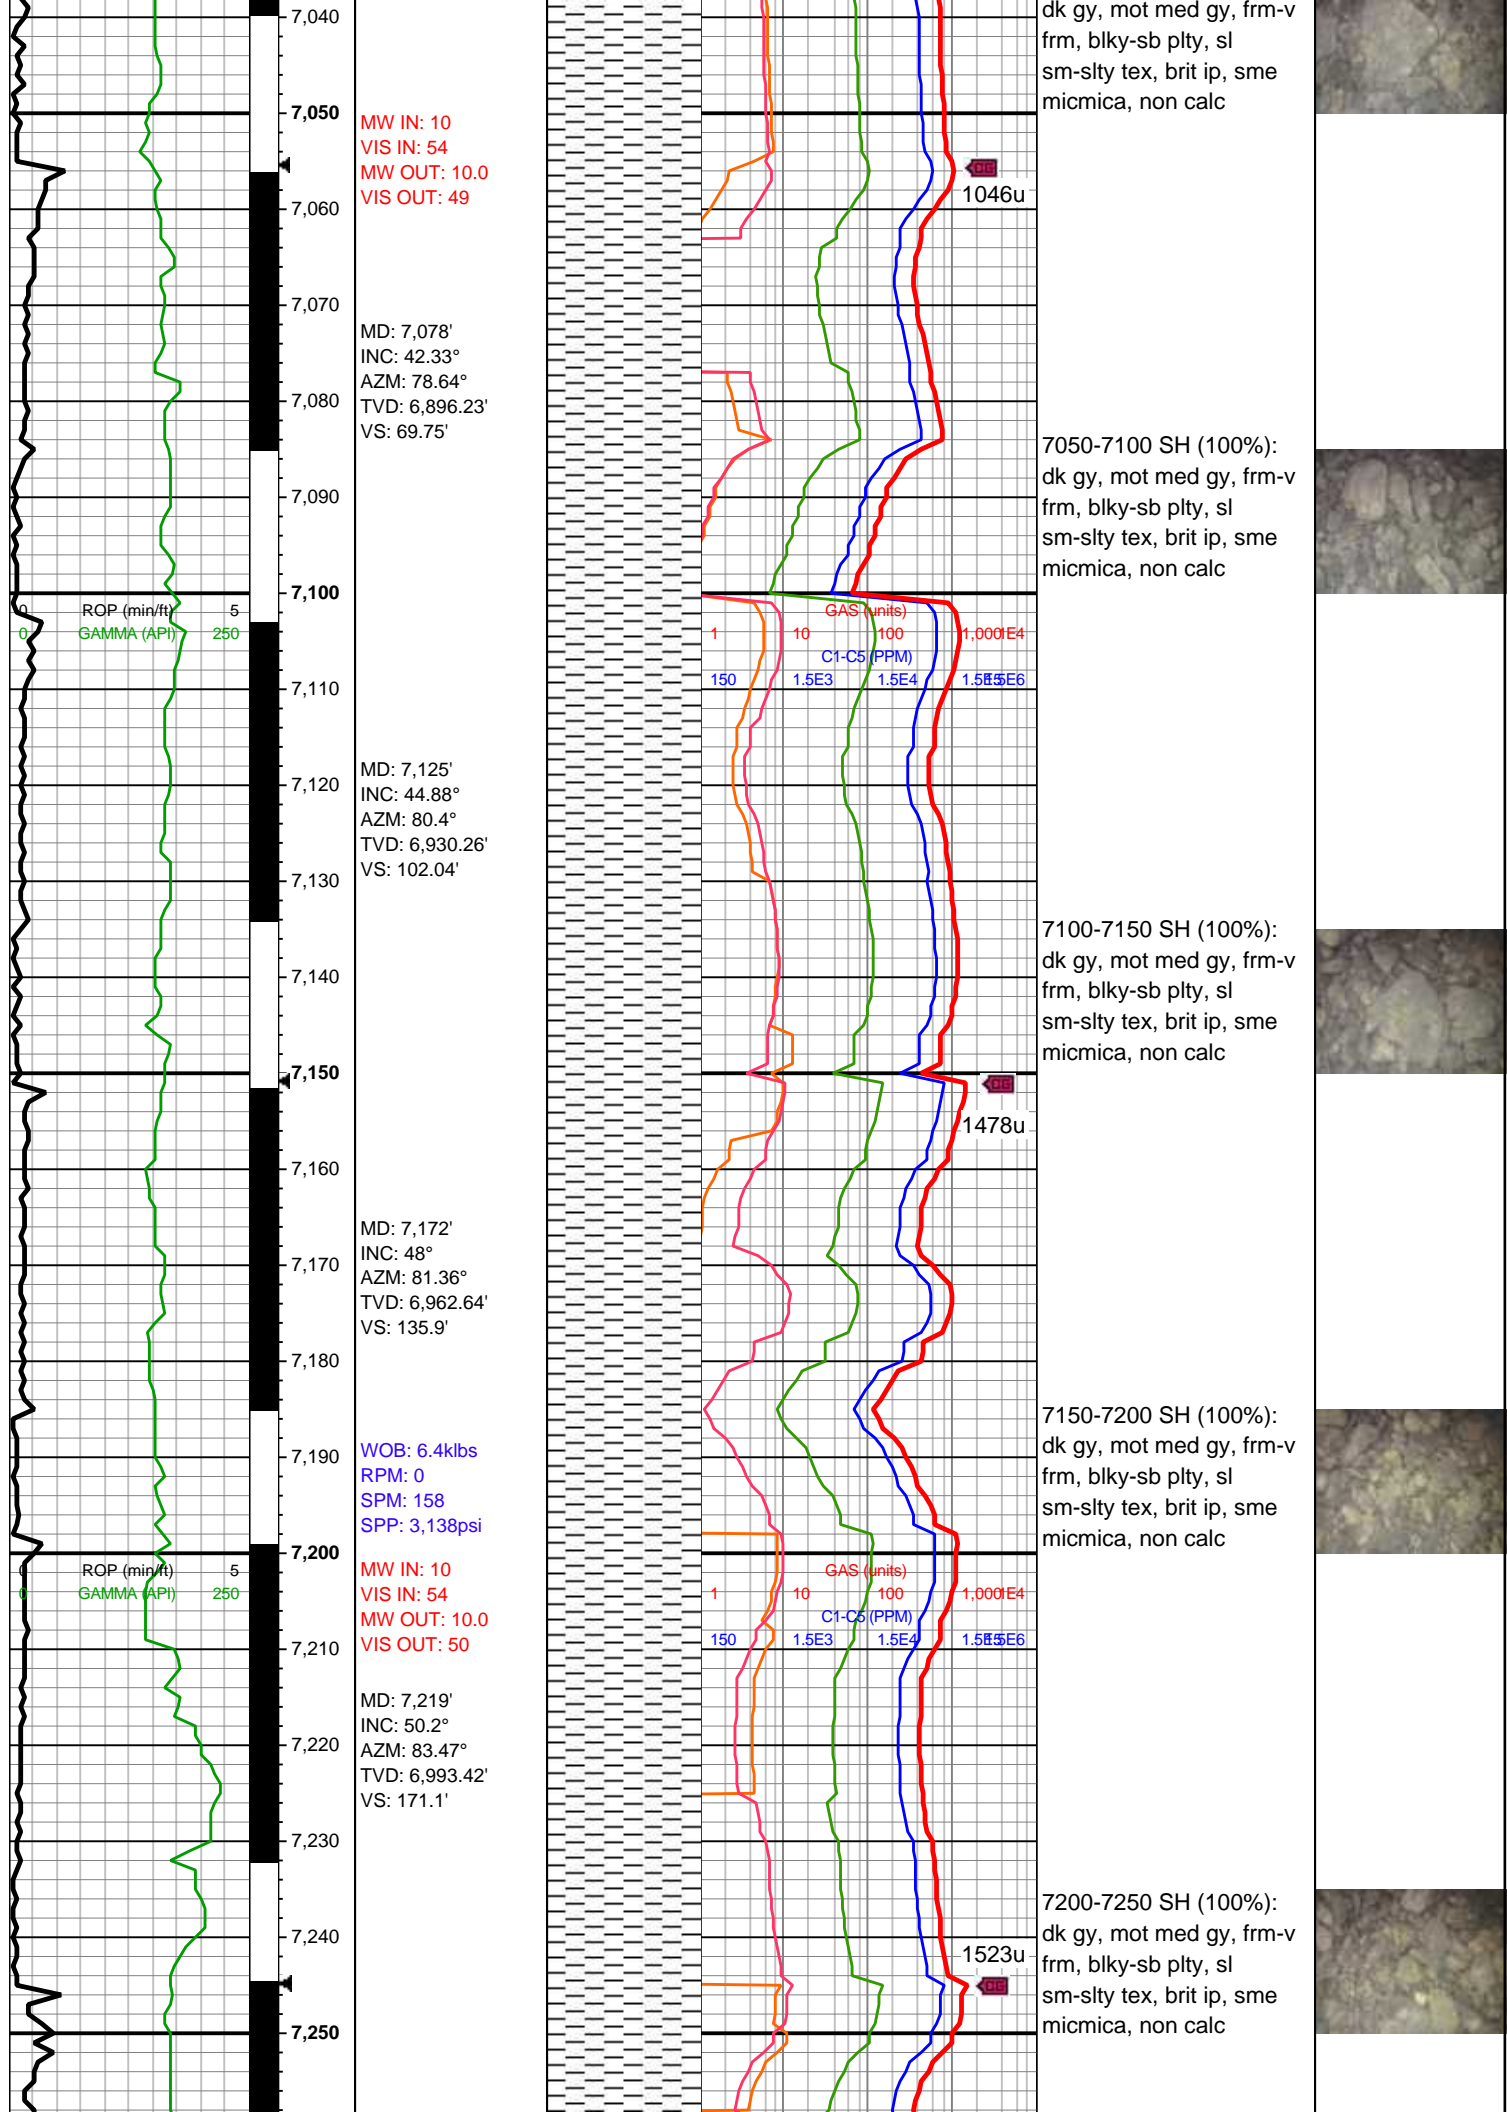 dk gy, mot med gy, frm-v
7,040
frm, blky-sb plty, sl
sm-slty tex, brit ip, sme
micmica, non calc
7,050
MW IN: 10
VIS IN: 54
MW OUT: 10.0
VIS OUT: 49
CG
1046u
7,060
7,070
MD: 7,078'
INC: 42.33°
AZM: 78.64°
TVD: 6,896.23'
VS: 69.75'
7,080
7050-7100 SH (100%):
dk gy, mot med gy, frm-v
frm, blky-sb plty, sl
sm-slty tex, brit ip, sme
micmica, non calc
7,090
7,100
0 ROP (min/ft) 5
0 GAMMA (API) 250
GAS (units)
1 10 100 1,000 1E4
C1-C5 (PPM)
150 1.5E3 1.5E4 1.5E5 1.5E6
7,110
MD: 7,125'
INC: 44.88°
AZM: 80.4°
TVD: 6,930.26'
VS: 102.04'
7,120
7,130
7100-7150 SH (100%):
dk gy, mot med gy, frm-v
frm, blky-sb plty, sl
sm-slty tex, brit ip, sme
micmica, non calc
7,140
7,150
CG
1478u
7,160
MD: 7,172'
INC: 48°
AZM: 81.36°
TVD: 6,962.64'
VS: 135.9'
7,170
7,180
7150-7200 SH (100%):
dk gy, mot med gy, frm-v
frm, blky-sb plty, sl
sm-slty tex, brit ip, sme
micmica, non calc
7,190
WOB: 6.4klbs
RPM: 0
SPM: 158
SPP: 3,138psi
7,200
0 ROP (min/ft) 5
0 GAMMA (API) 250
MW IN: 10
VIS IN: 54
MW OUT: 10.0
VIS OUT: 50
GAS (units)
1 10 100 1,000 1E4
C1-C5 (PPM)
150 1.5E3 1.5E4 1.5E5 1.5E6
7,210
MD: 7,219'
INC: 50.2°
AZM: 83.47°
TVD: 6,993.42'
VS: 171.1'
7,220
7,230
7200-7250 SH (100%):
dk gy, mot med gy, frm-v
frm, blky-sb plty, sl
sm-slty tex, brit ip, sme
micmica, non calc
7,240
1523u
CG
7,250